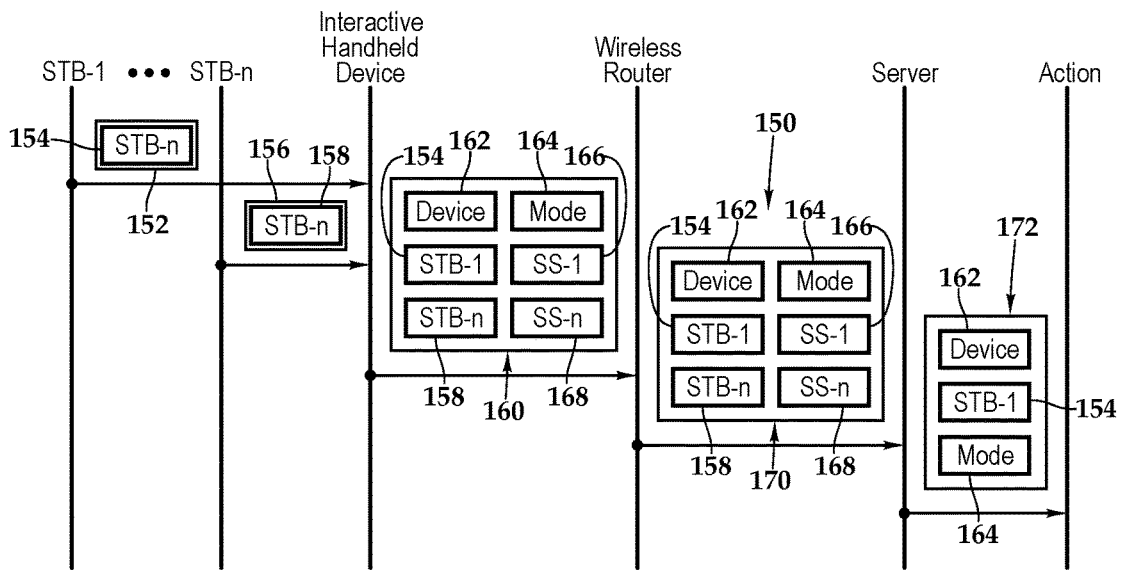 Interactive
Handheld
Device
Wireless
Router
STB-1 ••• STB-n
Server
Action
154
STB-n
152
156
158
STB-n
154
162
164
166
Device
Mode
STB-1
SS-1
STB-n
SS-n
158
160
168
150
154
162
164
166
Device
Mode
STB-1
SS-1
STB-n
SS-n
158
170
168
172
162
Device
STB-1
154
Mode
164